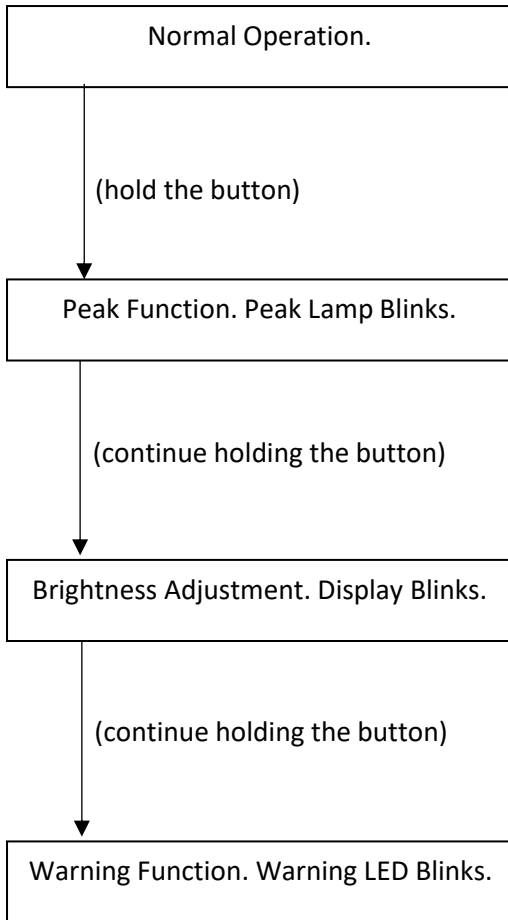 Normal Operation.
(hold the button)
Peak Function. Peak Lamp Blinks.
(continue holding the button)
Brightness Adjustment. Display Blinks.
(continue holding the button)
Warning Function. Warning LED Blinks.